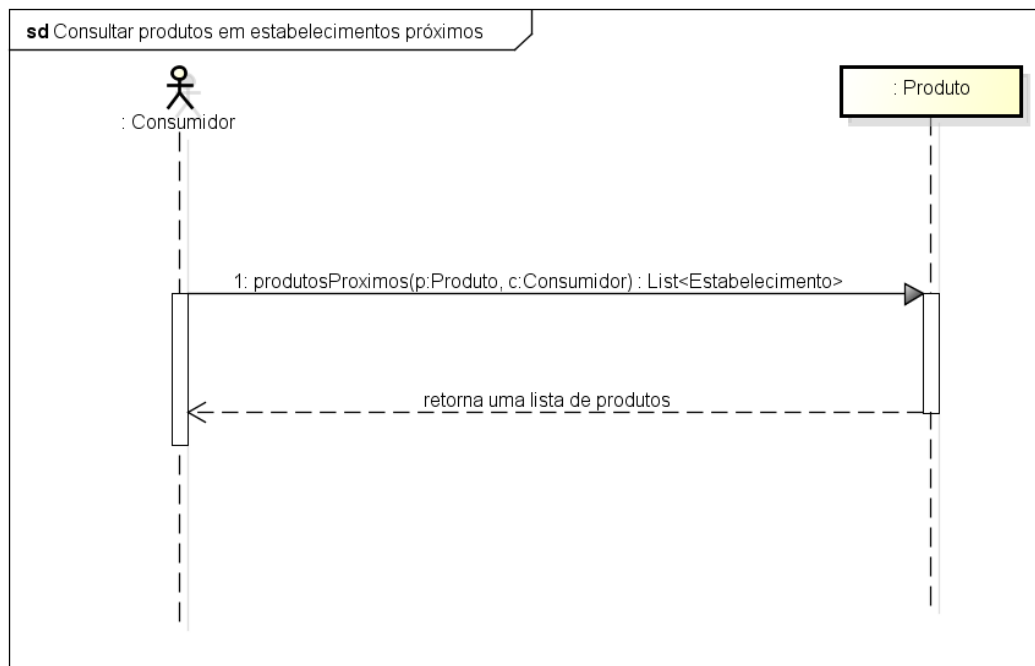 sd Consultar produtos em estabelecimentos próximos
: Consumidor
: Produto
1: produtosProximos(p:Produto, c:Consumidor) : List<Estabelecimento>
retorna uma lista de produtos